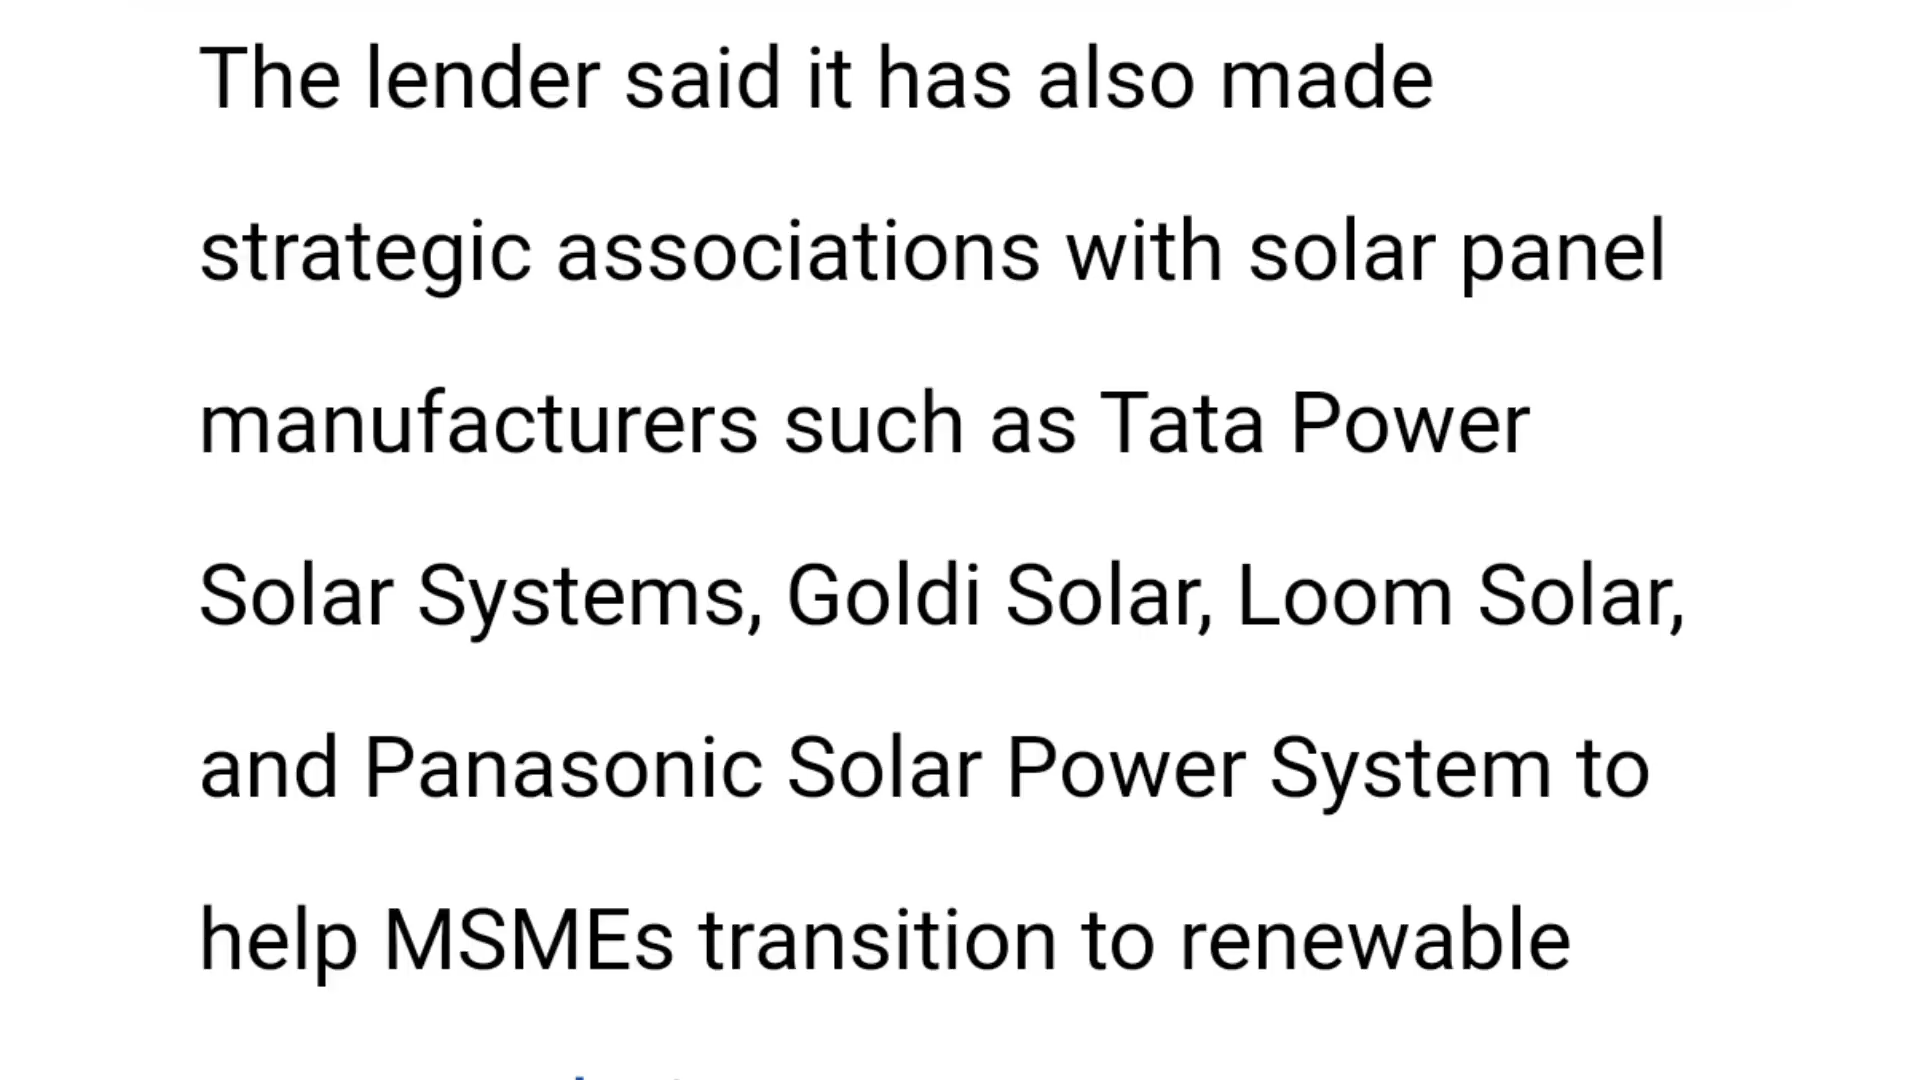 The lender said it has also made
strategic associations with solar panel
manufacturers such as Tata Power
Solar Systems, Goldi Solar, Loom Solar,
and Panasonic Solar Power System to
help MSMEs transition to renewable